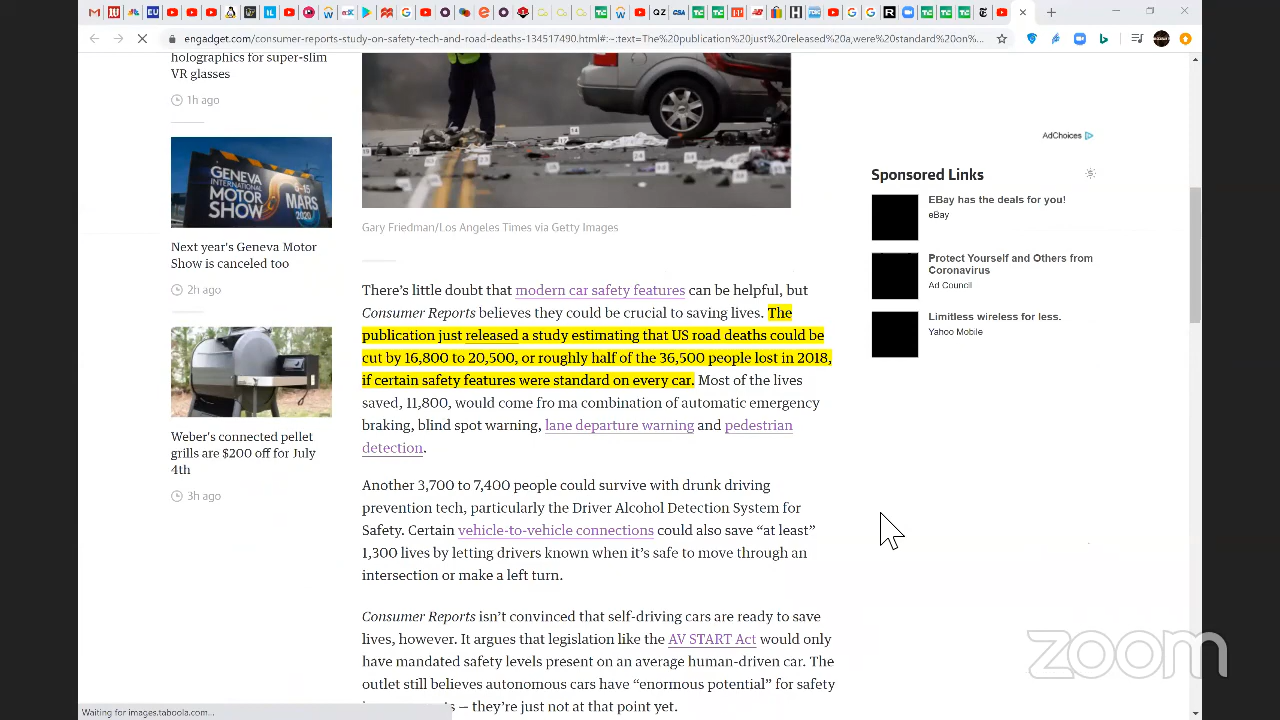 engadget.com/consumer-reports-study-on-safety-tech-and-road-deaths-134517490.html#:~:text=The%20publication%20just%20released%20a,were%20standard%20on%...
holographics for super-slim
VR glasses
1h ago
GENEVA
INTERNATIONAL
MOTOR
SHOW
5-15
MARS
2020
Next year's Geneva Motor
Show is canceled too
2h ago
Weber's connected pellet
grills are $200 off for July
4th
3h ago
Gary Friedman/Los Angeles Times via Getty Images
There's little doubt that modern car safety features can be helpful, but
Consumer Reports believes they could be crucial to saving lives. The
publication just released a study estimating that US road deaths could be
cut by 16,800 to 20,500, or roughly half of the 36,500 people lost in 2018,
if certain safety features were standard on every car. Most of the lives
saved, 11,800, would come fro ma combination of automatic emergency
braking, blind spot warning, lane departure warning and pedestrian
detection.
Another 3,700 to 7,400 people could survive with drunk driving
prevention tech, particularly the Driver Alcohol Detection System for
Safety. Certain vehicle-to-vehicle connections could also save “at least”
1,300 lives by letting drivers known when it's safe to move through an
intersection or make a left turn.
Consumer Reports isn't convinced that self-driving cars are ready to save
lives, however. It argues that legislation like the AV START Act would only
have mandated safety levels present on an average human-driven car. The
outlet still believes autonomous cars have “enormous potential” for safety
— they're just not at that point yet.
AdChoices
Sponsored Links
EBay has the deals for you!
eBay
Protect Yourself and Others from
Coronavirus
Ad Council
Limitless wireless for less.
Yahoo Mobile
zoom
Waiting for images.taboola.com...